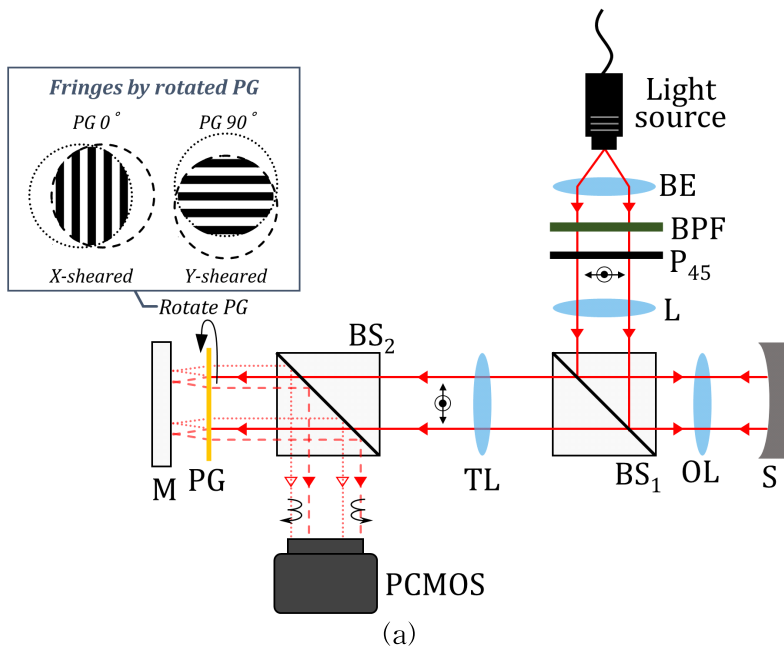 Fringes by rotated PG
PG 0°
PG 90°
X-sheared
Y-sheared
Rotate PG
Light
source
BE
BPF
P₄₅
L
BS₂
BS₁
M
PG
TL
OL
S
PCMOS
(a)